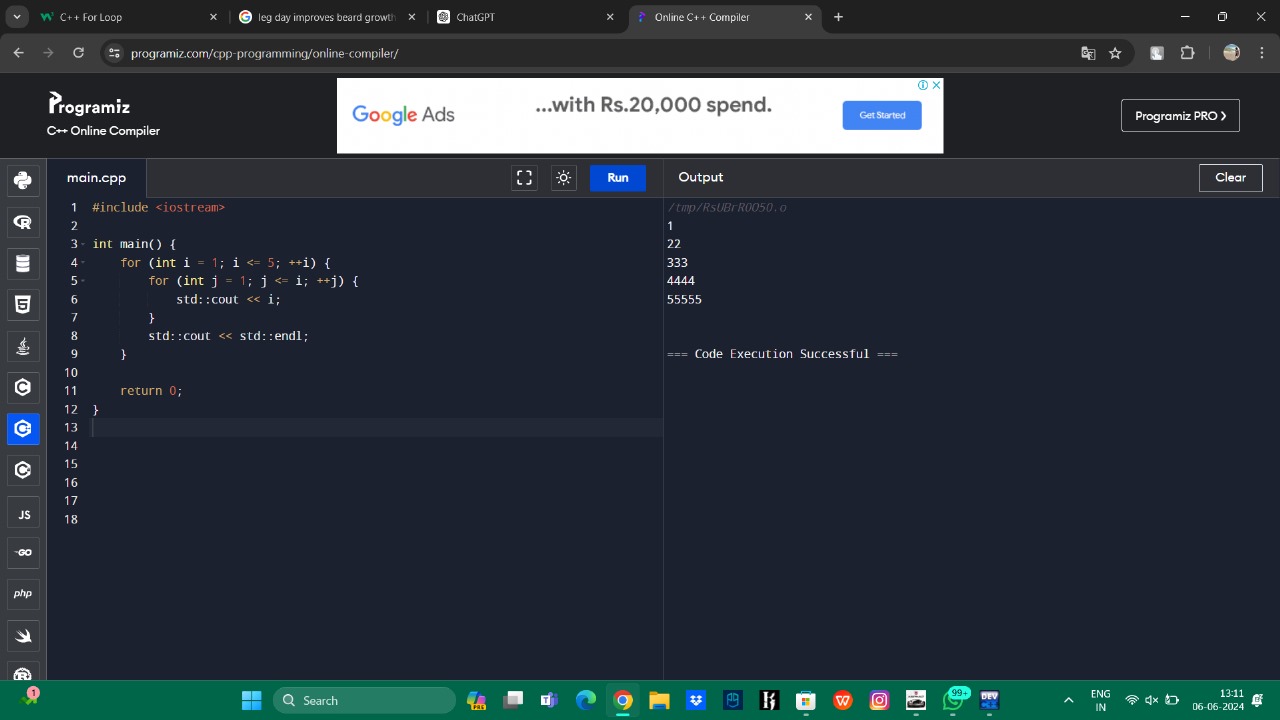 C++ For Loop
leg day improves beard growth
ChatGPT
Online C++ Compiler
programiz.com/cpp-programming/online-compiler/
Programiz
C++ Online Compiler
Google Ads
...with Rs.20,000 spend.
Get Started
Programiz PRO
main.cpp
Run
Output
Clear
1 #include <iostream>
2
3 int main() {
4 for (int i = 1; i <= 5; ++i) {
5 for (int j = 1; j <= i; ++j) {
6 std::cout << i;
7 }
8 std::cout << std::endl;
9 }
10
11 return 0;
12 }
13
14
15
16
17
18
1
22
333
4444
55555
=== Code Execution Successful ===
JS
GO
php
1
Search
PRE
99+
DEV
ENG
IN
13:11
06-06-2024